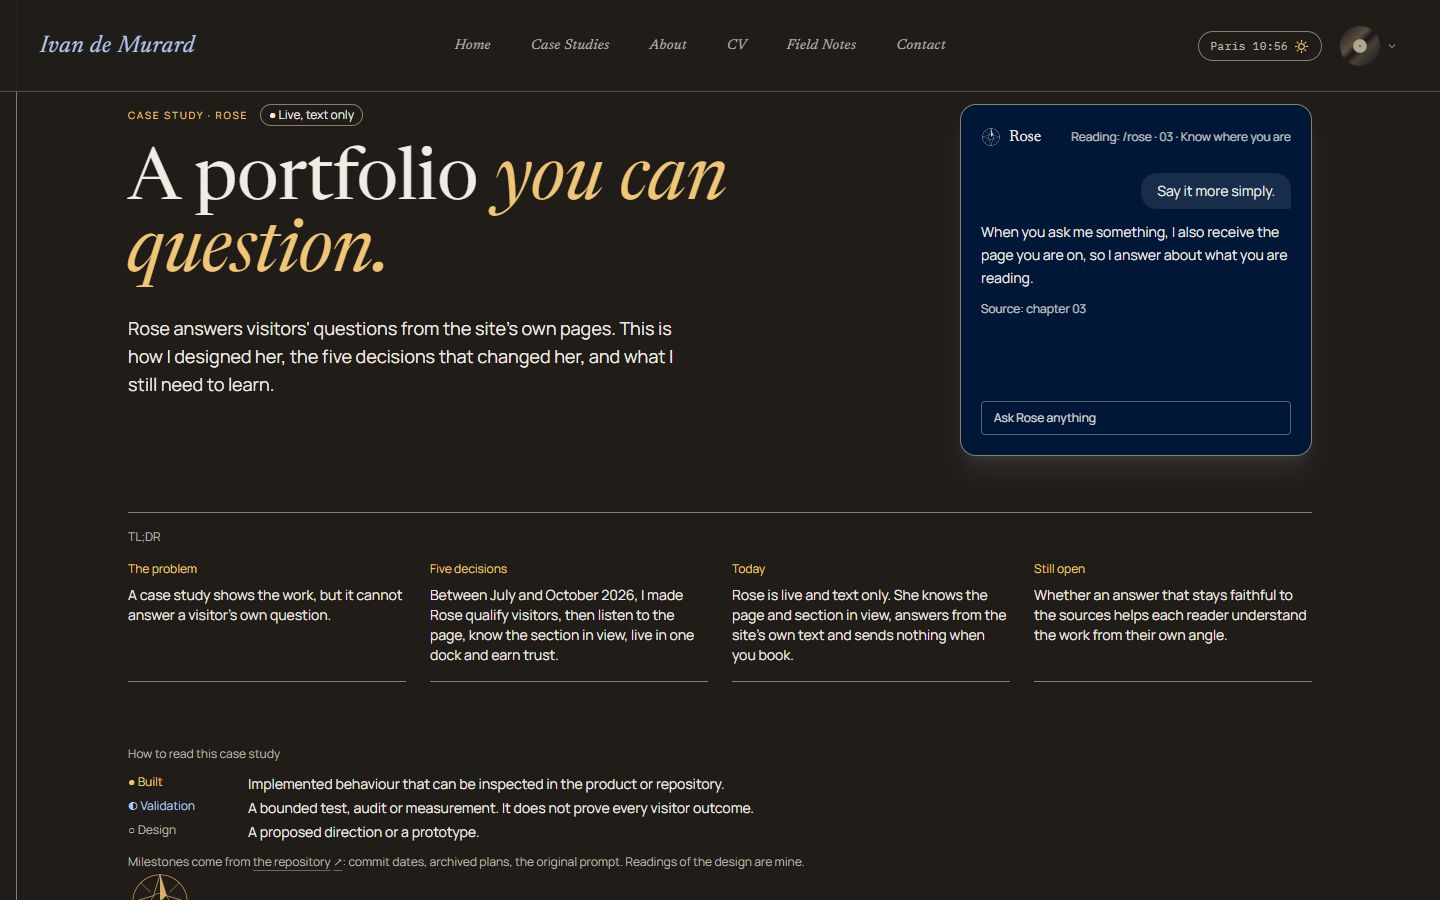 Ivan de Murard
Home Case Studies About CV Field Notes Contact
Paris 10:56
CASE STUDY · ROSE
● Live, text only
A portfolio you can
question.
Rose answers visitors' questions from the site's own pages. This is
how I designed her, the five decisions that changed her, and what I
still need to learn.
Rose
Reading: /rose · 03 · Know where you are
Say it more simply.
When you ask me something, I also receive the
page you are on, so I answer about what you are
reading.
Source: chapter 03
Ask Rose anything
TL;DR
The problem
A case study shows the work, but it cannot
answer a visitor's own question.
Five decisions
Between July and October 2026, I made
Rose qualify visitors, then listen to the
page, know the section in view, live in one
dock and earn trust.
Today
Rose is live and text only. She knows the
page and section in view, answers from the
site's own text and sends nothing when
you book.
Still open
Whether an answer that stays faithful to
the sources helps each reader understand
the work from their own angle.
How to read this case study
● Built
Implemented behaviour that can be inspected in the product or repository.
◐ Validation
A bounded test, audit or measurement. It does not prove every visitor outcome.
○ Design
A proposed direction or a prototype.
Milestones come from the repository ↗: commit dates, archived plans, the original prompt. Readings of the design are mine.